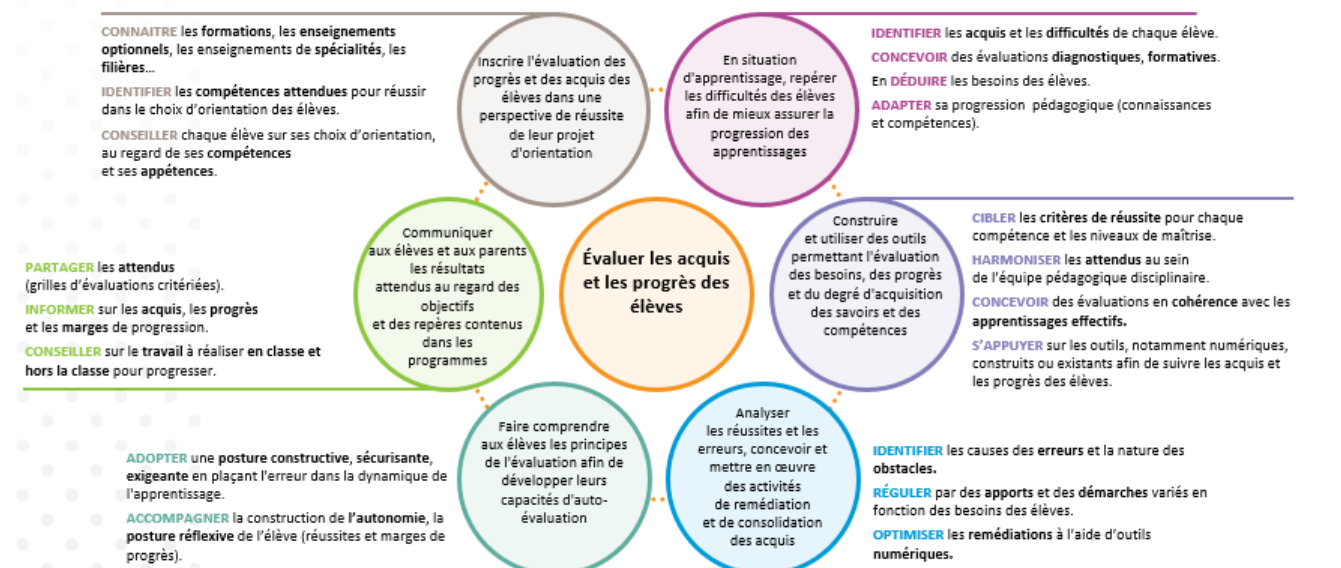 CONNAITRE les formations, les enseignements
optionnels, les enseignements de spécialités, les
filières...
IDENTIFIER les compétences attendues pour réussir
dans le choix d'orientation des élèves.
CONSEILLER chaque élève sur ses choix d'orientation,
au regard de ses compétences
et ses appétences.
Inscrire l'évaluation des
progrès et des acquis des
élèves dans une
perspective de réussite
de leur projet
d'orientation
En situation
d'apprentissage, repérer
les difficultés des élèves
afin de mieux assurer la
progression des
apprentissages
IDENTIFIER les acquis et les difficultés de chaque élève.
CONCEVOIR des évaluations diagnostiques, formatives.
En DÉDUIRE les besoins des élèves.
ADAPTER sa progression pédagogique (connaissances
et compétences).
PARTAGER les attendus
(grilles d'évaluations critériées).
INFORMER sur les acquis, les progrès
et les marges de progression.
CONSEILLER sur le travail à réaliser en classe et
hors la classe pour progresser.
Communiquer
aux élèves et aux parents
les résultats
attendus au regard des
objectifs
et des repères contenus
dans les
programmes
Évaluer les acquis
et les progrès des
élèves
Construire
et utiliser des outils
permettant l'évaluation
des besoins, des progrès
et du degré d'acquisition
des savoirs et des
compétences
CIBLER les critères de réussite pour chaque
compétence et les niveaux de maîtrise.
HARMONISER les attendus au sein
de l'équipe pédagogique disciplinaire.
CONCEVOIR des évaluations en cohérence avec les
apprentissages effectifs.
S'APPUYER sur les outils, notamment numériques,
construits ou existants afin de suivre les acquis et
les progrès des élèves.
ADOPTER une posture constructive, sécurisante,
exigeante en plaçant l'erreur dans la dynamique de
l'apprentissage.
ACCOMPAGNER la construction de l'autonomie, la
posture réflexive de l'élève (réussites et marges de
progrès).
Faire comprendre
aux élèves les principes
de l'évaluation afin de
développer leurs
capacités d'auto-
évaluation
Analyser
les réussites et les
erreurs, concevoir et
mettre en œuvre
des activités
de remédiation
et de consolidation
des acquis
IDENTIFIER les causes des erreurs et la nature des
obstacles.
RÉGULER par des apports et des démarches variés en
fonction des besoins des élèves.
OPTIMISER les remédiations à l'aide d'outils
numériques.